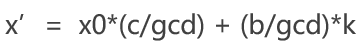 x′ = x0*(c/gcd) + (b/gcd)*k